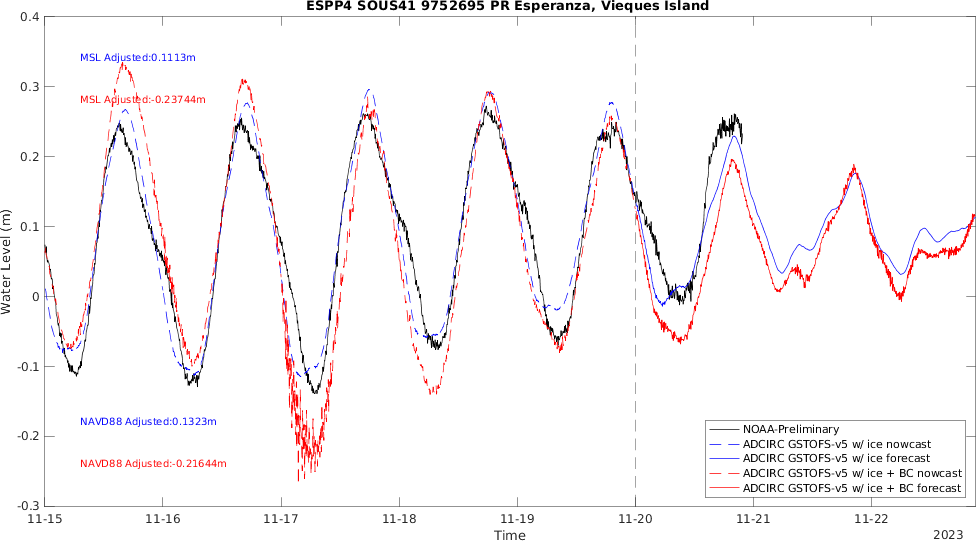 ESPP4 SOUS41 9752695 PR Esperanza, Vieques Island
0.4
0.3
0.2
0.1
0
-0.1
-0.2
-0.3
Water Level (m)
MSL Adjusted:0.1113m
MSL Adjusted:-0.23744m
NAVD88 Adjusted:0.1323m
NAVD88 Adjusted:-0.21644m
NOAA-Preliminary
ADCIRC GSTOFS-v5 w/ ice nowcast
ADCIRC GSTOFS-v5 w/ ice forecast
ADCIRC GSTOFS-v5 w/ ice + BC nowcast
ADCIRC GSTOFS-v5 w/ ice + BC forecast
11-15 11-16 11-17 11-18 11-19 11-20 11-21 11-22
Time
2023